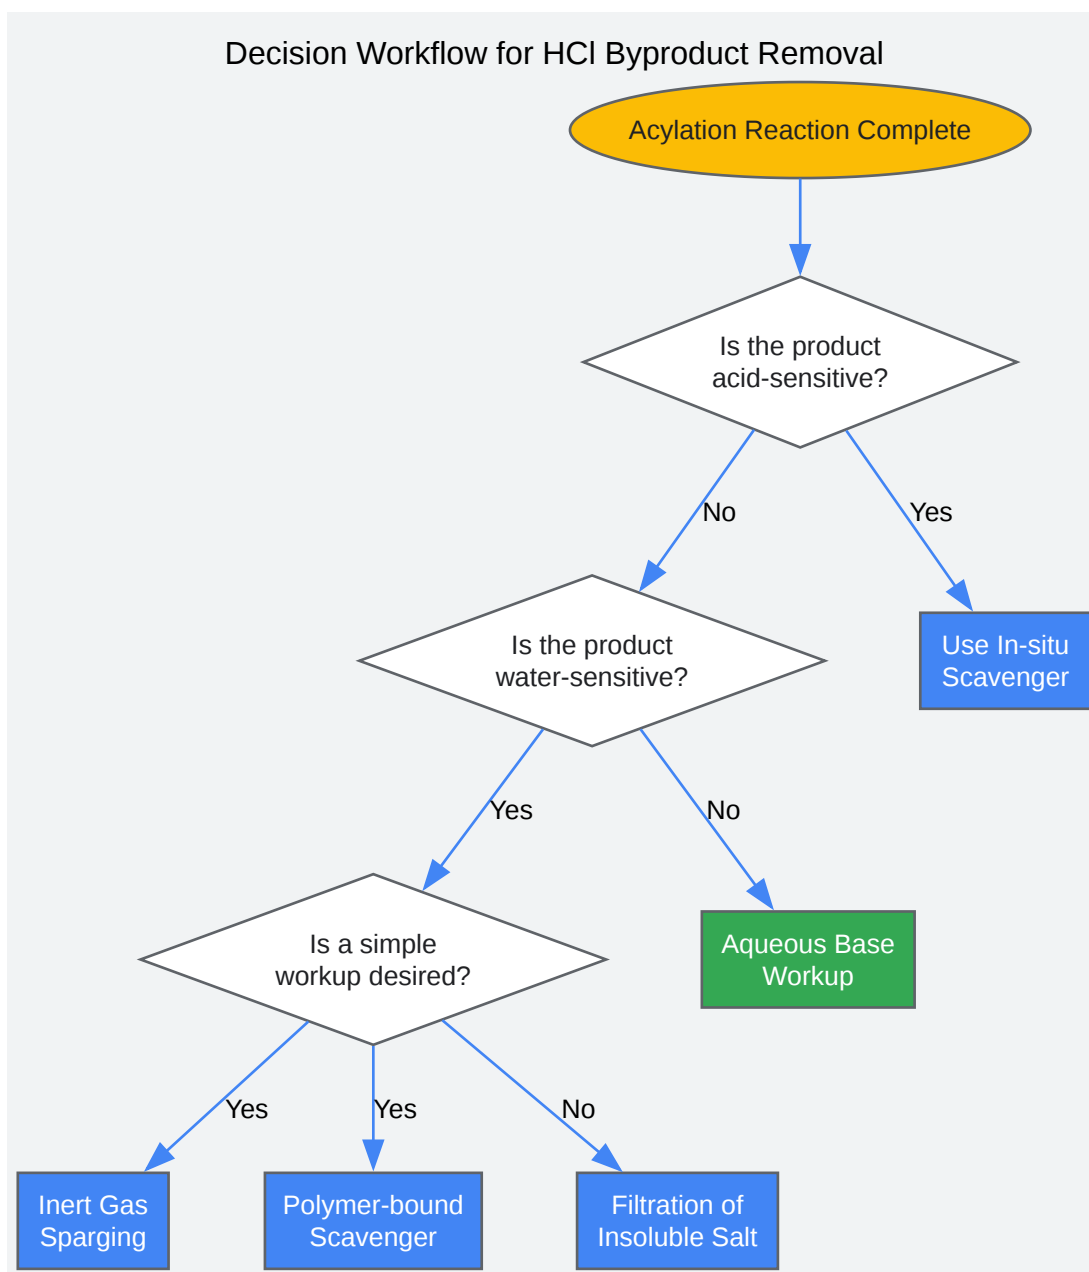 Decision Workflow for HCl Byproduct Removal
Acylation Reaction Complete
Is the product
acid-sensitive?
No
Yes
Is the product
water-sensitive?
Use In-situ
Scavenger
Yes
No
Is a simple
workup desired?
Aqueous Base
Workup
Yes
Yes
No
Inert Gas
Sparging
Polymer-bound
Scavenger
Filtration of
Insoluble Salt